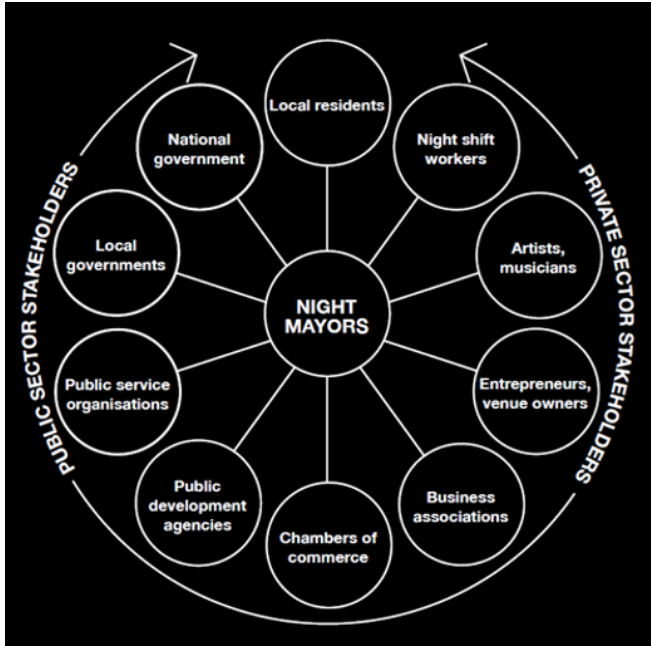 Local residents
National
government
Night shift
workers
Local
governments
Artists,
musicians
NIGHT
MAYORS
Public service
organisations
Entrepreneurs,
venue owners
Public
development
agencies
Business
associations
Chambers of
commerce
PUBLIC SECTOR STAKEHOLDERS
PRIVATE SECTOR STAKEHOLDERS